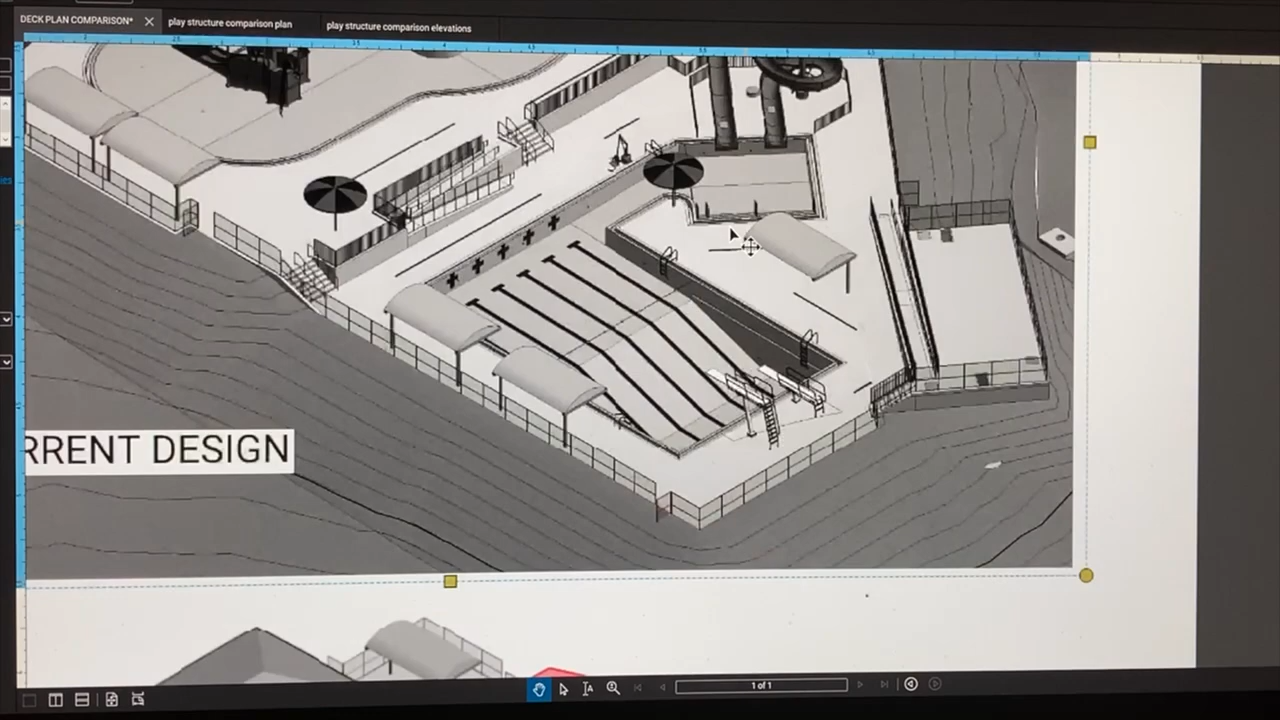 DECK PLAN COMPARISON*
play structure comparison plan
play structure comparison elevations
RRENT DESIGN
1 of 1